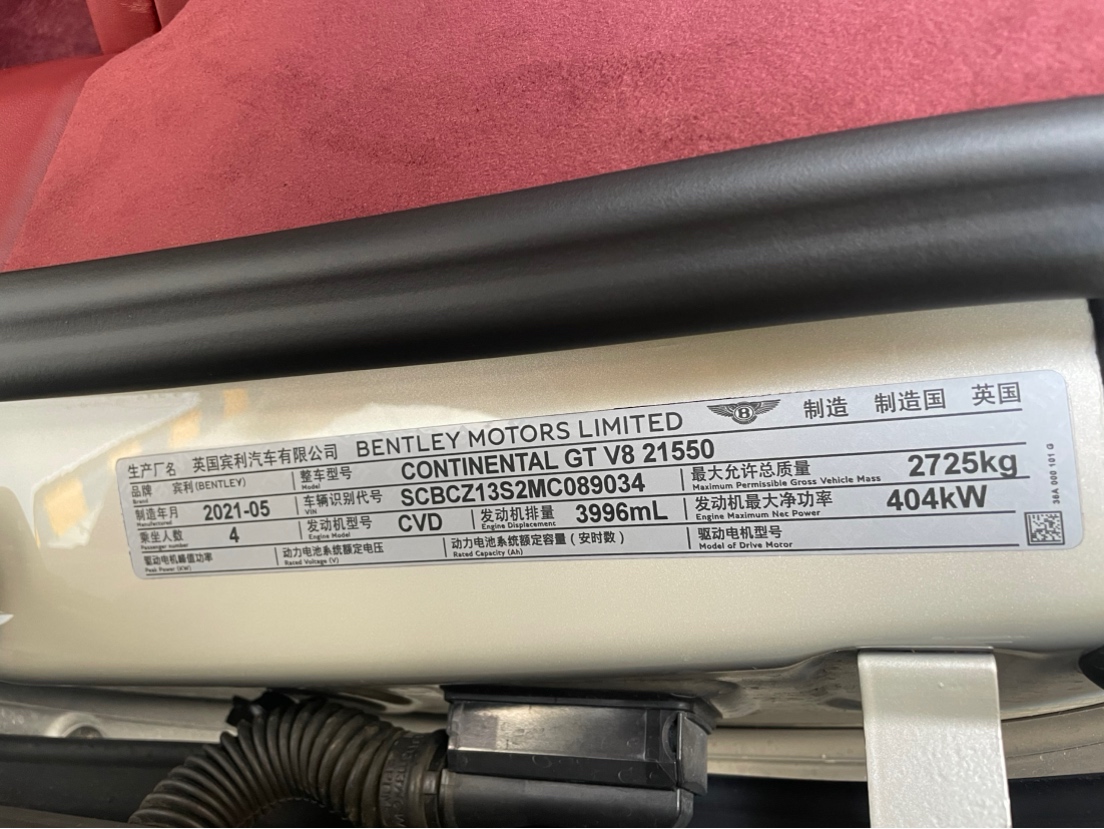 生产厂名 英国宾利汽车有限公司 BENTLEY MOTORS LIMITED B 制造 制造国 英国
品牌 Brand 宾利(BENTLEY) 整车型号 Model CONTINENTAL GT V8 21550
制造年月 Manufactured 2021-05 车辆识别代号 VIN SCBCZ13S2MC089034 最大允许总质量 Maximum Permissible Gross Vehicle Mass 2725kg
乘坐人数 Passenger number 4 发动机型号 Engine Model CVD 发动机排量 Engine Displacement 3996mL 发动机最大净功率 Engine Maximum Net Power 404kW
驱动电机峰值功率 Peak Power (KW) 动力电池系统额定电压 Rated Voltage (V) 动力电池系统额定容量(安时数) Rated Capacity (Ah) 驱动电机型号 Model of Drive Motor
36A 000 101 G